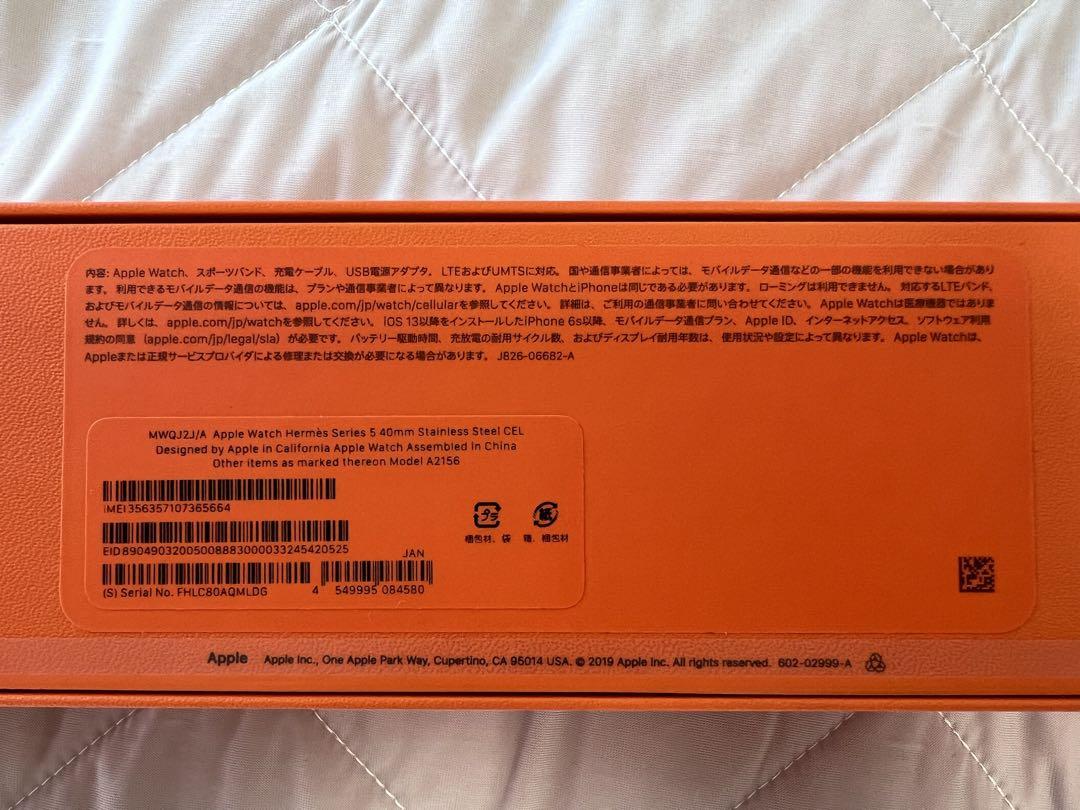 内容: Apple Watch、スポーツバンド、充電ケーブル、USB電源アダプタ。LTEおよびUMTSに対応。国や通信事業者によっては、モバイルデータ通信などの一部の機能を利用できない場合があり
ます。利用できるモバイルデータ通信の機能は、プランや通信事業者によって異なります。Apple WatchとiPhoneは同じである必要があります。ローミングは利用できません。対応するLTEバンド、
およびモバイルデータ通信の情報については、apple.com/jp/watch/cellularを参照してください。詳細は、ご利用の通信事業者に問い合わせてください。Apple Watchは医療機器ではありま
せん。詳しくは、apple.com/jp/watchを参照してください。iOS 13以降をインストールしたiPhone 6s以降、モバイルデータ通信プラン、Apple ID、インターネットアクセス、ソフトウェア利用
規約の同意 (apple.com/jp/legal/sla) が必要です。バッテリー駆動時間、充放電の耐用サイクル数、およびディスプレイ耐用年数は、使用状況や設定によって異なります。Apple Watchは、
Appleまたは正規サービスプロバイダによる修理または交換が必要になる場合があります。J826-06682-A
MWQJ2J/A Apple Watch Hermès Series 5 40mm Stainless Steel CEL
Designed by Apple in California Apple Watch Assembled in China
Other items as marked thereon Model A2156
IMEI 356357107365664
EID 89049032005008883000033245420525
JAN
(S) Serial No. FHLC80AQMLDG
4 549995 084580
プラ
紙
梱包材、袋
箱、梱包材
Apple Apple Inc., One Apple Park Way, Cupertino, CA 95014 USA. © 2019 Apple Inc. All rights reserved. 602-02999-A